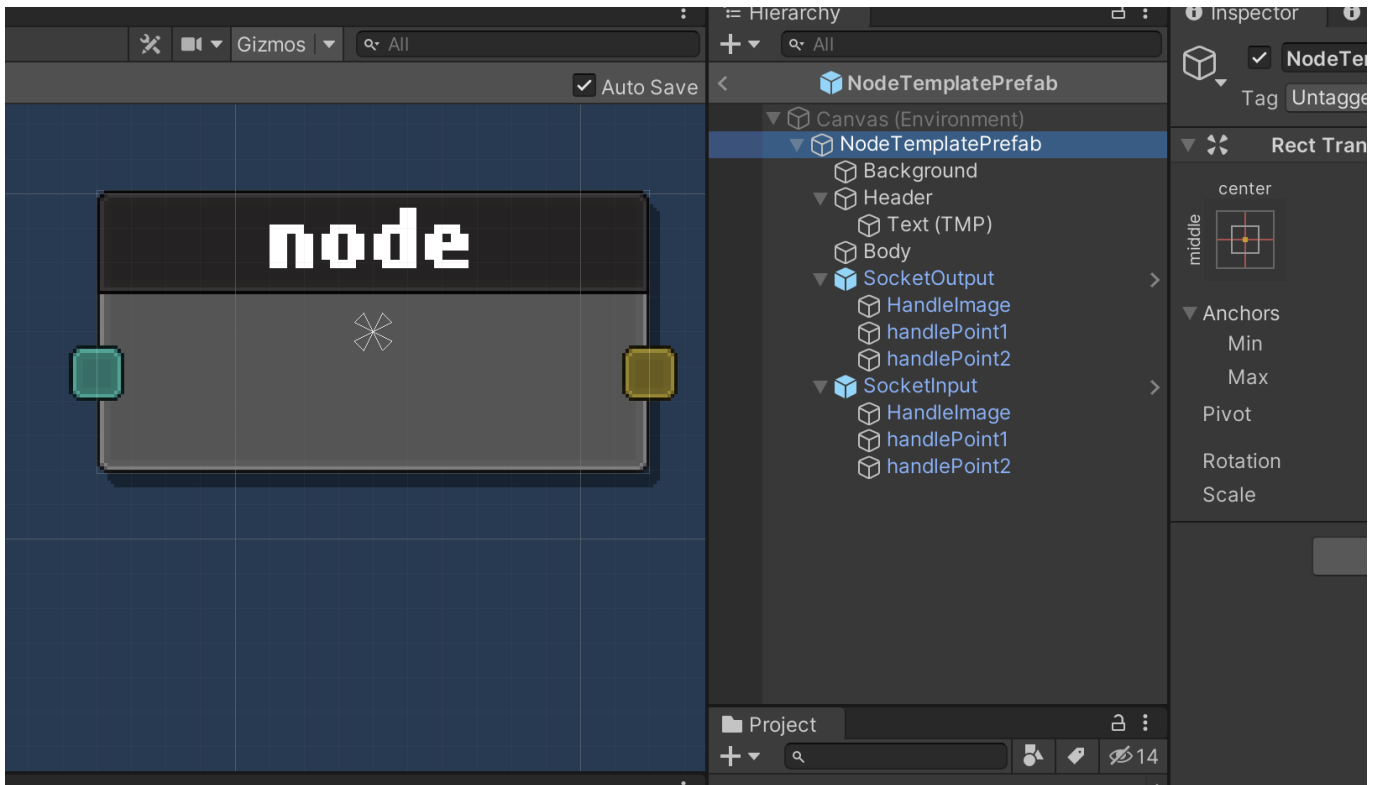 Hierarchy
Inspector
Gizmos
All
All
Auto Save
NodeTemplatePrefab
Canvas (Environment)
NodeTemplatePrefab
Background
Header
Text (TMP)
Body
SocketOutput
HandleImage
handlePoint1
handlePoint2
SocketInput
HandleImage
handlePoint1
handlePoint2
node
NodeTe
Tag Untagge
Rect Tran
center
middle
Anchors
Min
Max
Pivot
Rotation
Scale
Project
14